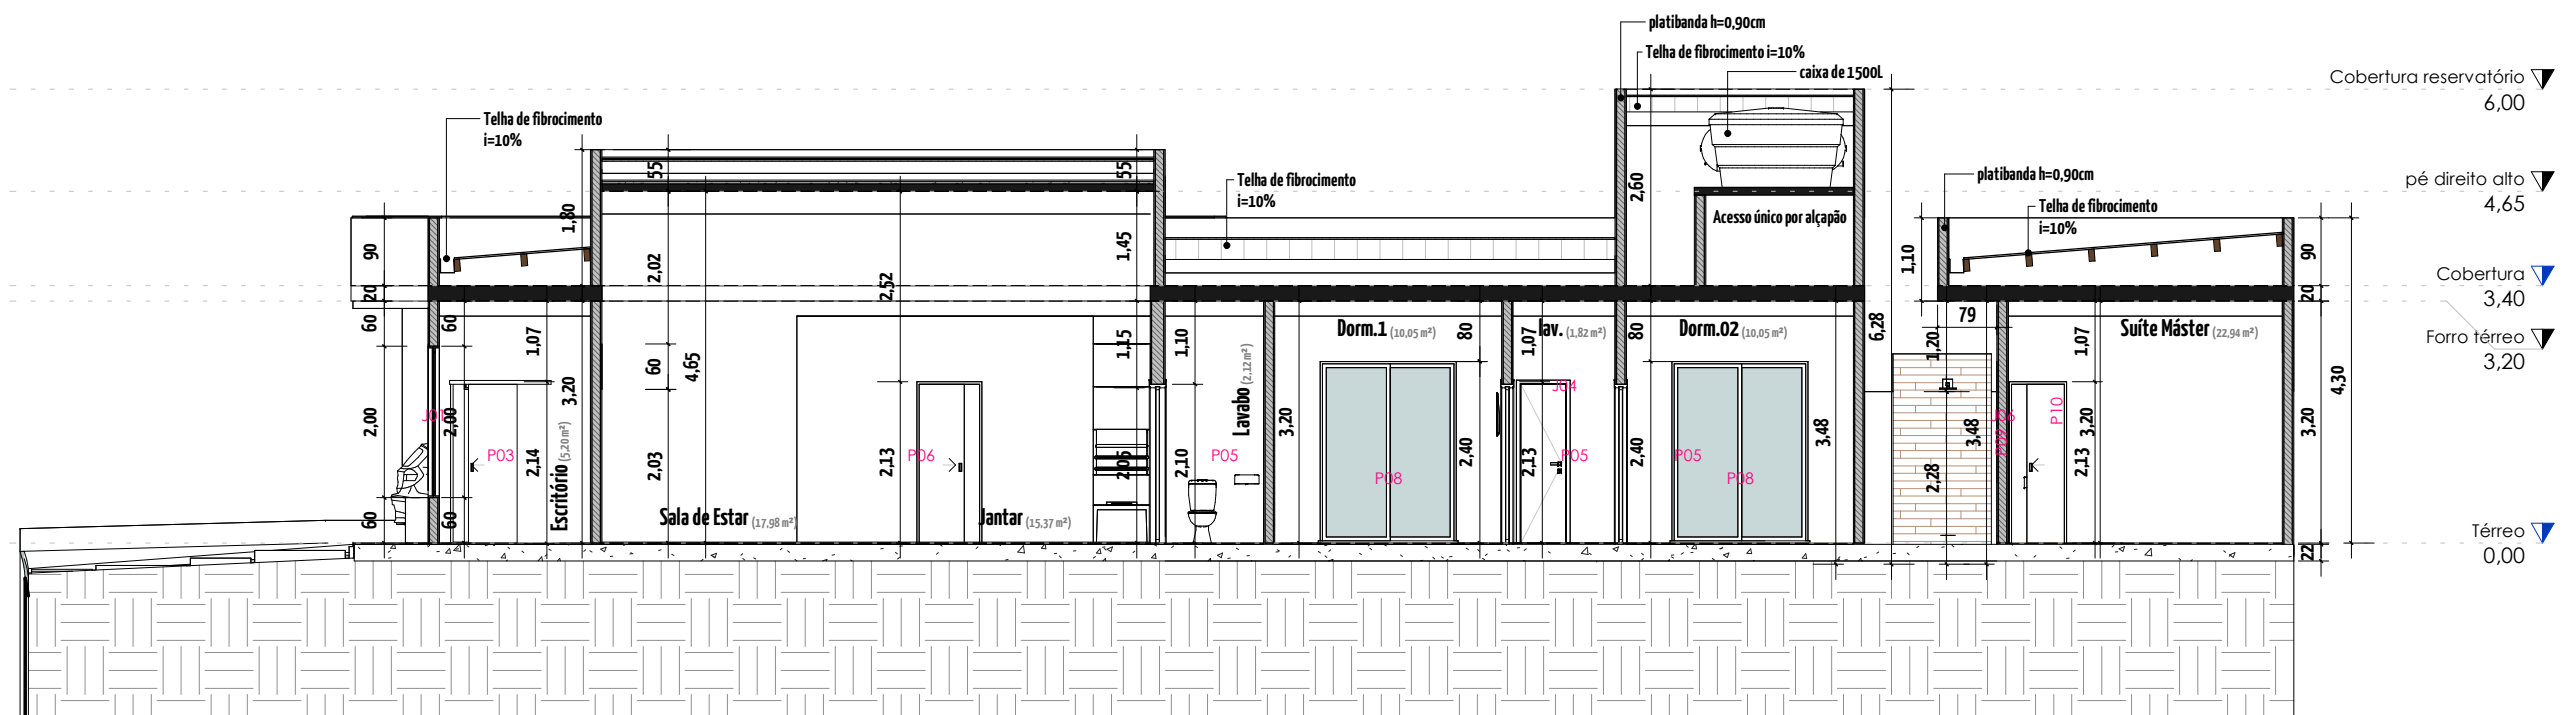 platibanda h=0,90cm
Telha de fibrocimento i=10%
caixa de 1500L
Cobertura reservatório
6,00
Telha de fibrocimento
i=10%
55
55
2,60
Telha de fibrocimento
i=10%
platibanda h=0,90cm
pé direito alto
4,65
Telha de fibrocimento
i=10%
Acesso único por alçapão
1,80
90
2,02
1,45
2,52
1,10
90
Cobertura
3,40
20
20
60
60
1,07
1,15
1,10
Dorm.1 (10,05 m²)
80
1,07
lav. (1,82 m²)
80
Dorm.02 (10,05 m²)
6,28
79
1,20
1,07
Suíte Máster (22,94 m²)
Forro térreo
3,20
60
4,65
3,20
Lavabo (2,12 m²)
3,20
J04
4,30
2,00
J01
2,00
P03
2,14
Escritório (5,20 m²)
2,03
2,13
P06
2,05
2,10
P05
P08
2,40
2,13
P05
2,40
P05
P08
3,48
3,48
2,28
J06
P09
P10
3,20
2,13
3,20
60
60
Sala de Estar (17,98 m²)
Jantar (15,37 m²)
Térreo
0,00
22